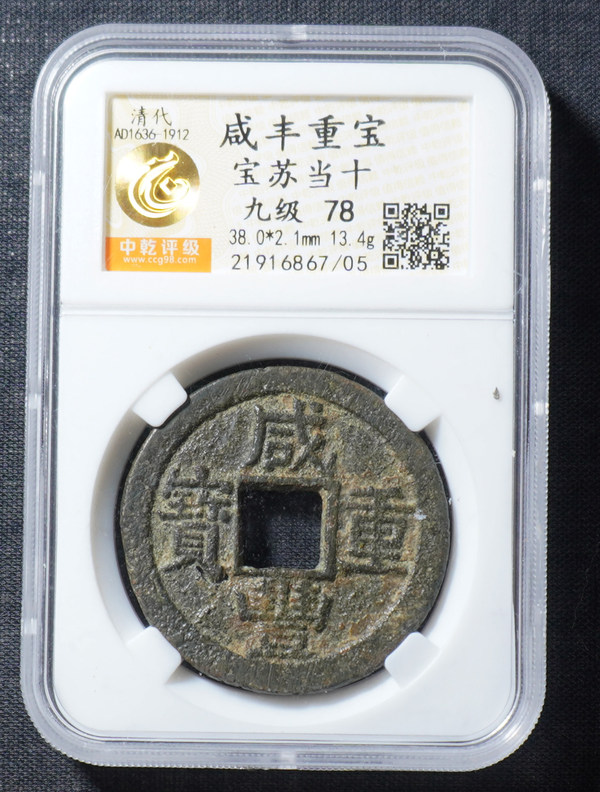 清代
AD1636-1912
中乾评级
www.ccg98.com
咸丰重宝
宝苏当十
九级 78
38.0*2.1mm 13.4g
21916867/05
咸豐重寶